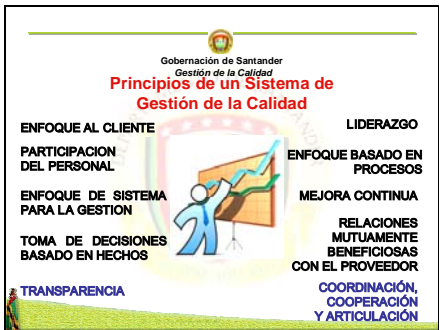 Gobernación de Santander
Gestión de la Calidad
Principios de un Sistema de
Gestión de la Calidad
ENFOQUE AL CLIENTE
PARTICIPACION
DEL PERSONAL
ENFOQUE DE SISTEMA
PARA LA GESTION
TOMA DE DECISIONES
BASADO EN HECHOS
TRANSPARENCIA
LIDERAZGO
ENFOQUE BASADO EN
PROCESOS
MEJORA CONTINUA
RELACIONES
MUTUAMENTE
BENEFICIOSAS
CON EL PROVEEDOR
COORDINACIÓN,
COOPERACIÓN
Y ARTICULACIÓN